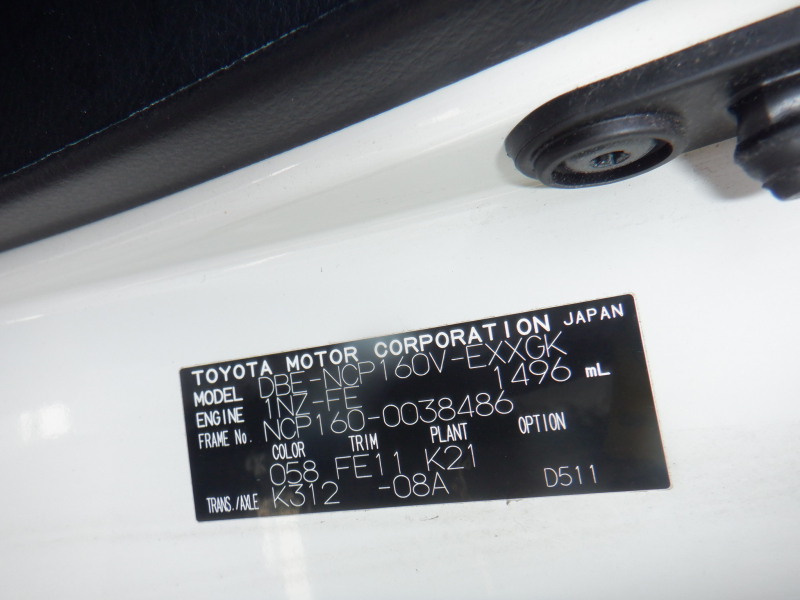 TOYOTA MOTOR CORPORATION JAPAN
MODEL DBE-NCP160V-EXXGK
ENGINE 1NZ-FE 1496 mL
FRAME No. NCP160-0038486
COLOR TRIM PLANT OPTION
058 FE11 K21
TRANS./AXLE K312 -08A D511